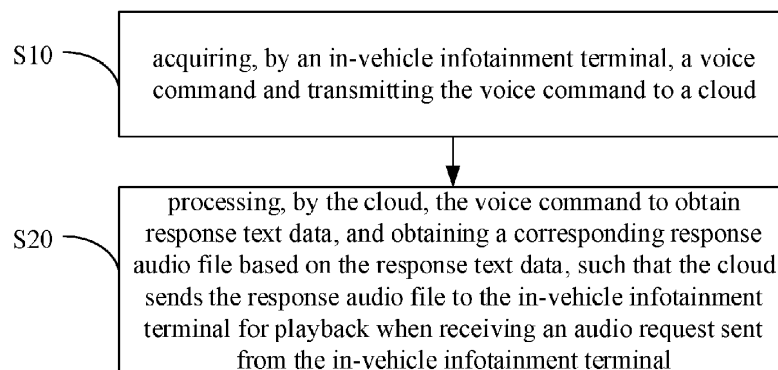 S10
acquiring, by an in-vehicle infotainment terminal, a voice
command and transmitting the voice command to a cloud
S20
processing, by the cloud, the voice command to obtain
response text data, and obtaining a corresponding response
audio file based on the response text data, such that the cloud
sends the response audio file to the in-vehicle infotainment
terminal for playback when receiving an audio request sent
from the in-vehicle infotainment terminal